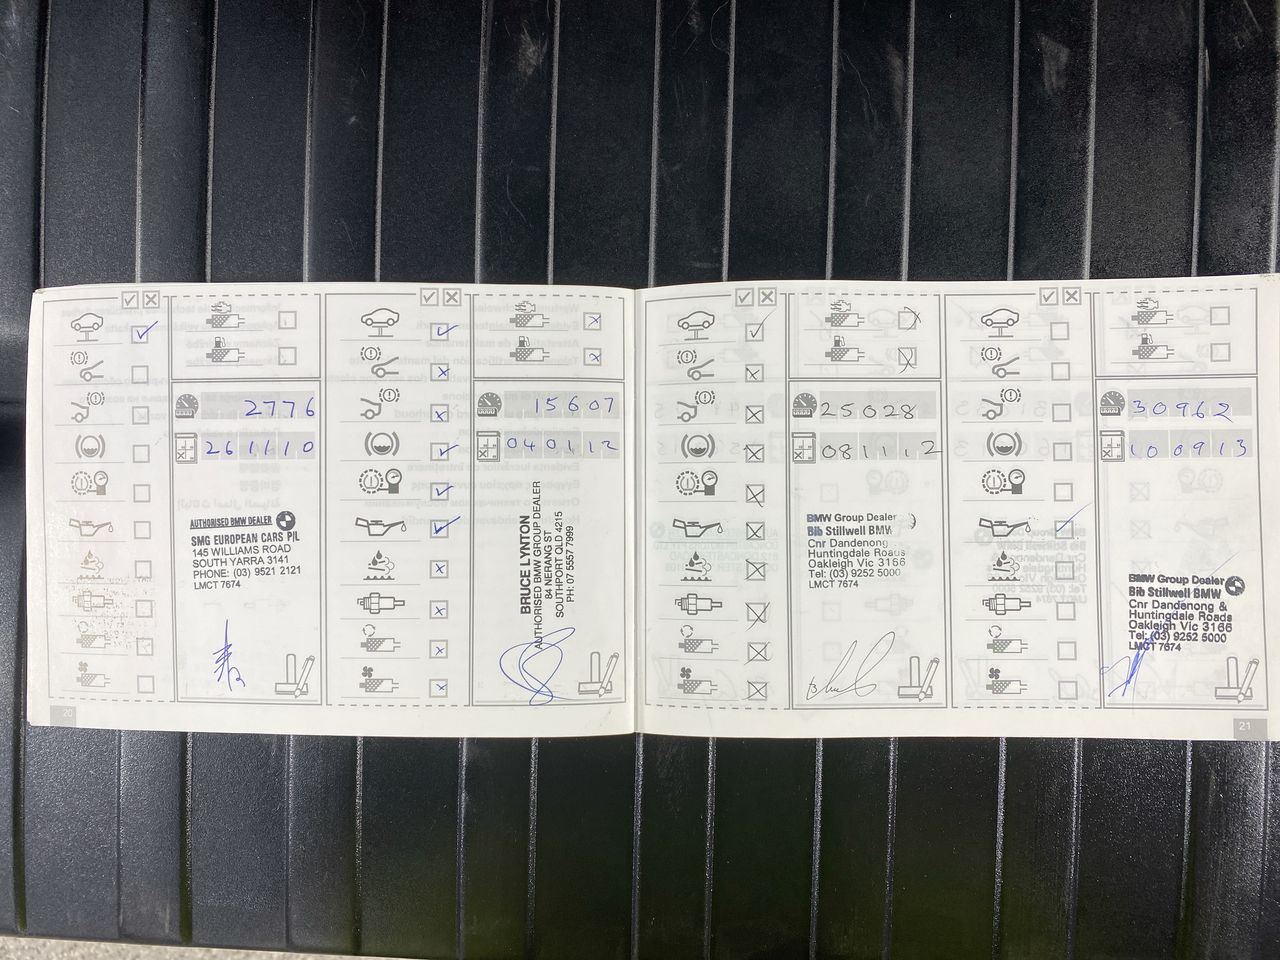 2776
261110
AUTHORISED BMW DEALER
SMG EUROPEAN CARS P/L
145 WILLIAMS ROAD
SOUTH YARRA 3141
PHONE: (03) 9521 2121
LMCT 7674
20
15607
040112
BRUCE LYNTON
AUTHORISED BMW GROUP DEALER
84 NERANG ST
SOUTHPORT QLD 4215
PH: 07 5557 7999
25028
081112
BMW Group Dealer
Bib Stillwell BMW
Cnr Dandenong
Huntingdale Roads
Oakleigh Vic 3166
Tel: (03) 9252 5000
LMCT 7674
30962
100913
BMW Group Dealer
Bib Stillwell BMW
Cnr Dandenong &
Huntingdale Roads
Oakleigh Vic 3166
Tel: (03) 9252 5000
LMCT 7674
21